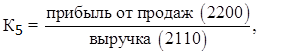 К5 = прибыль от продаж (2200)
выручка (2110) ,